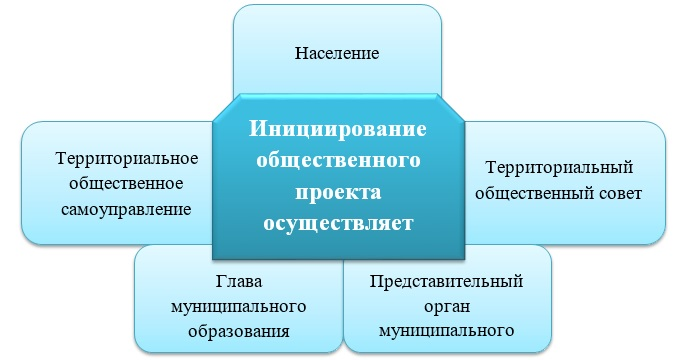 Население
Инициирование
общественного
проекта
осуществляет
Территориальное
общественное
самоуправление
Территориальный
общественный совет
Глава
муниципального
образования
Представительный
орган
муниципального